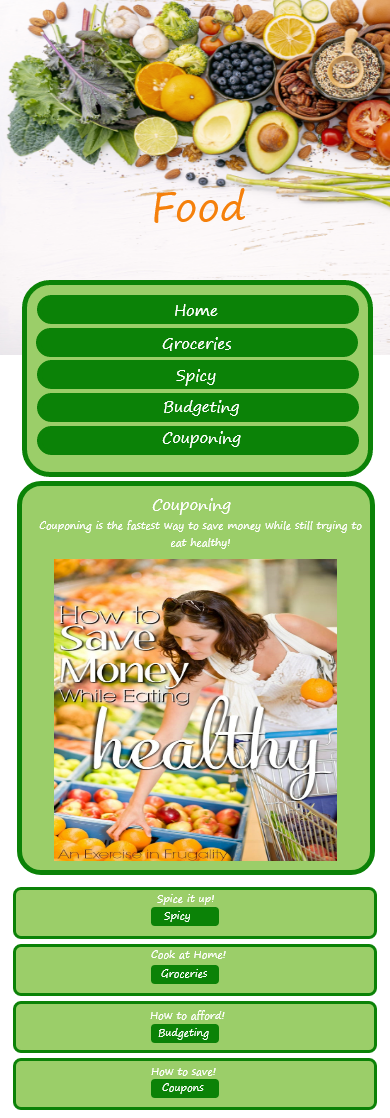 Food
Home
Groceries
Spicy
Budgeting
Couponing
Couponing
Couponing is the fastest way to save money while still trying to
eat healthy!
How to
Save
Money
While Eating
healthy
An Exercise in Frugality
Spice it up!
Spicy
Cook at Home!
Groceries
How to afford!
Budgeting
How to save!
Coupons